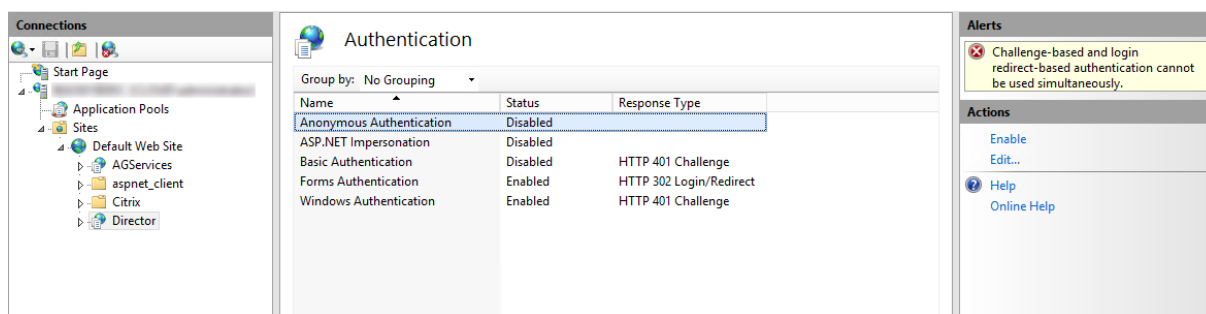 Connections
Start Page
Application Pools
Sites
Default Web Site
AGServices
aspnet_client
Citrix
Director
Authentication
Group by: No Grouping
Name Status Response Type
Anonymous Authentication Disabled
ASP.NET Impersonation Disabled
Basic Authentication Disabled HTTP 401 Challenge
Forms Authentication Enabled HTTP 302 Login/Redirect
Windows Authentication Enabled HTTP 401 Challenge
Alerts
Challenge-based and login
redirect-based authentication cannot
be used simultaneously.
Actions
Enable
Edit...
Help
Online Help